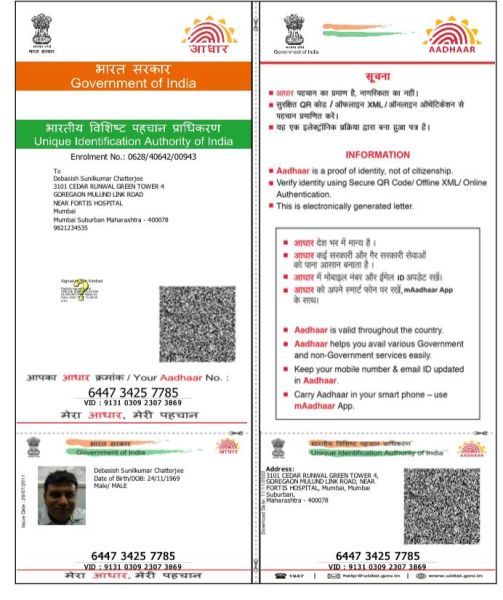 भारत सरकार
Government of India
आधार
भारत सरकार
Government of India
भारतीय विशिष्ट पहचान प्राधिकरण
Unique Identification Authority of India
Enrolment No.: 0628/40642/00943
To
Debasish Sunilkumar Chatterjee
3101 CEDAR RUNWAL GREEN TOWER 4
GOREGAON MULUND LINK ROAD
NEAR FORTIS HOSPITAL
Mumbai
Mumbai Suburban Maharashtra - 400078
9821234535
आपका आधार क्रमांक / Your Aadhaar No. :
6447 3425 7785
VID : 9131 0309 2307 3869
मेरा आधार, मेरी पहचान
Government of India
AADHAAR
सूचना
आधार पहचान का प्रमाण है, नागरिकता का नहीं।
सुरक्षित QR कोड / ऑफलाइन XML / ऑनलाइन ऑथेंटिकेशन से
पहचान प्रमाणित करें।
यह एक इलेक्ट्रॉनिक प्रक्रिया द्वारा बना हुआ पत्र है।
INFORMATION
Aadhaar is a proof of identity, not of citizenship.
Verify identity using Secure QR Code/ Offline XML/ Online
Authentication.
This is electronically generated letter.
आधार देश भर में मान्य है।
आधार कई सरकारी और गैर सरकारी सेवाओं
को पाना आसान बनाता है।
आधार में मोबाइल नंबर और ईमेल ID अपडेट रखें।
आधार को अपने स्मार्ट फोन पर रखें, mAadhaar App
के साथ।
Aadhaar is valid throughout the country.
Aadhaar helps you avail various Government
and non-Government services easily.
Keep your mobile number & email ID updated
in Aadhaar.
Carry Aadhaar in your smart phone – use
mAadhaar App.
भारत सरकार
Government of India
Issue Date: 29/07/2011
Debasish Sunilkumar Chatterjee
Date of Birth/DOB: 24/11/1969
Male/ MALE
6447 3425 7785
VID : 9131 0309 2307 3869
मेरा आधार, मेरी पहचान
भारतीय विशिष्ट पहचान प्राधिकरण
Unique Identification Authority of India
AADHAAR
Address:
3101 CEDAR RUNWAL GREEN TOWER 4,
GOREGAON MULUND LINK ROAD, NEAR
FORTIS HOSPITAL, Mumbai, Mumbai
Suburban,
Maharashtra - 400078
6447 3425 7785
VID : 9131 0309 2307 3869
1947 | help@uidai.gov.in | www.uidai.gov.in